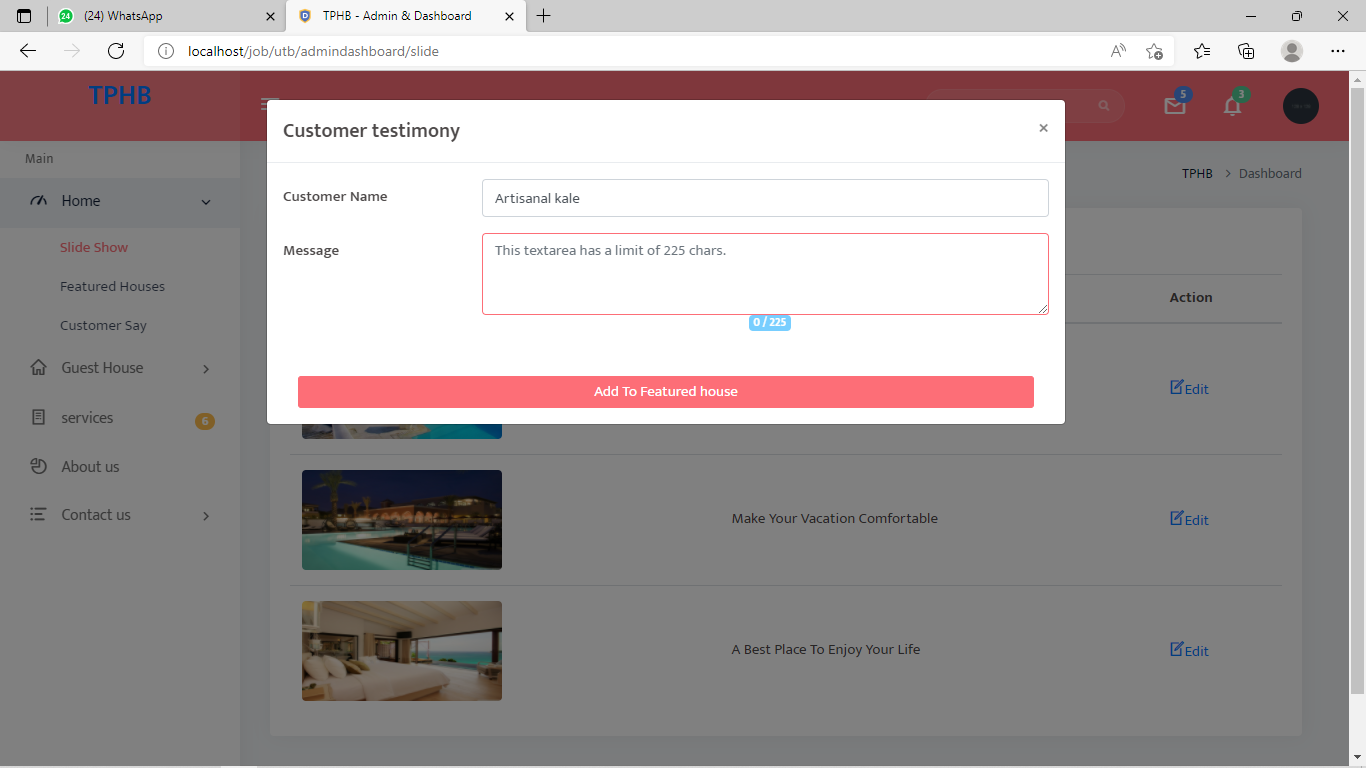 (24) WhatsApp
TPHB - Admin & Dashboard
localhost/job/utb/admindashboard/slide
TPHB
5
3
Main
Home
Slide Show
Featured Houses
Customer Say
Guest House
services
6
About us
Contact us
TPHB > Dashboard
Customer testimony
×
Customer Name
Artisanal kale
Message
This textarea has a limit of 225 chars.
0 / 225
Add To Featured house
Action
Edit
Make Your Vacation Comfortable
Edit
A Best Place To Enjoy Your Life
Edit